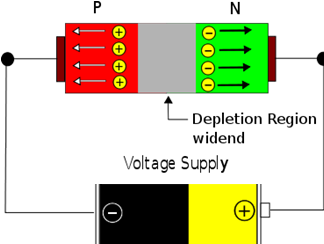 P N
Depletion Region
widend
Voltage Supply